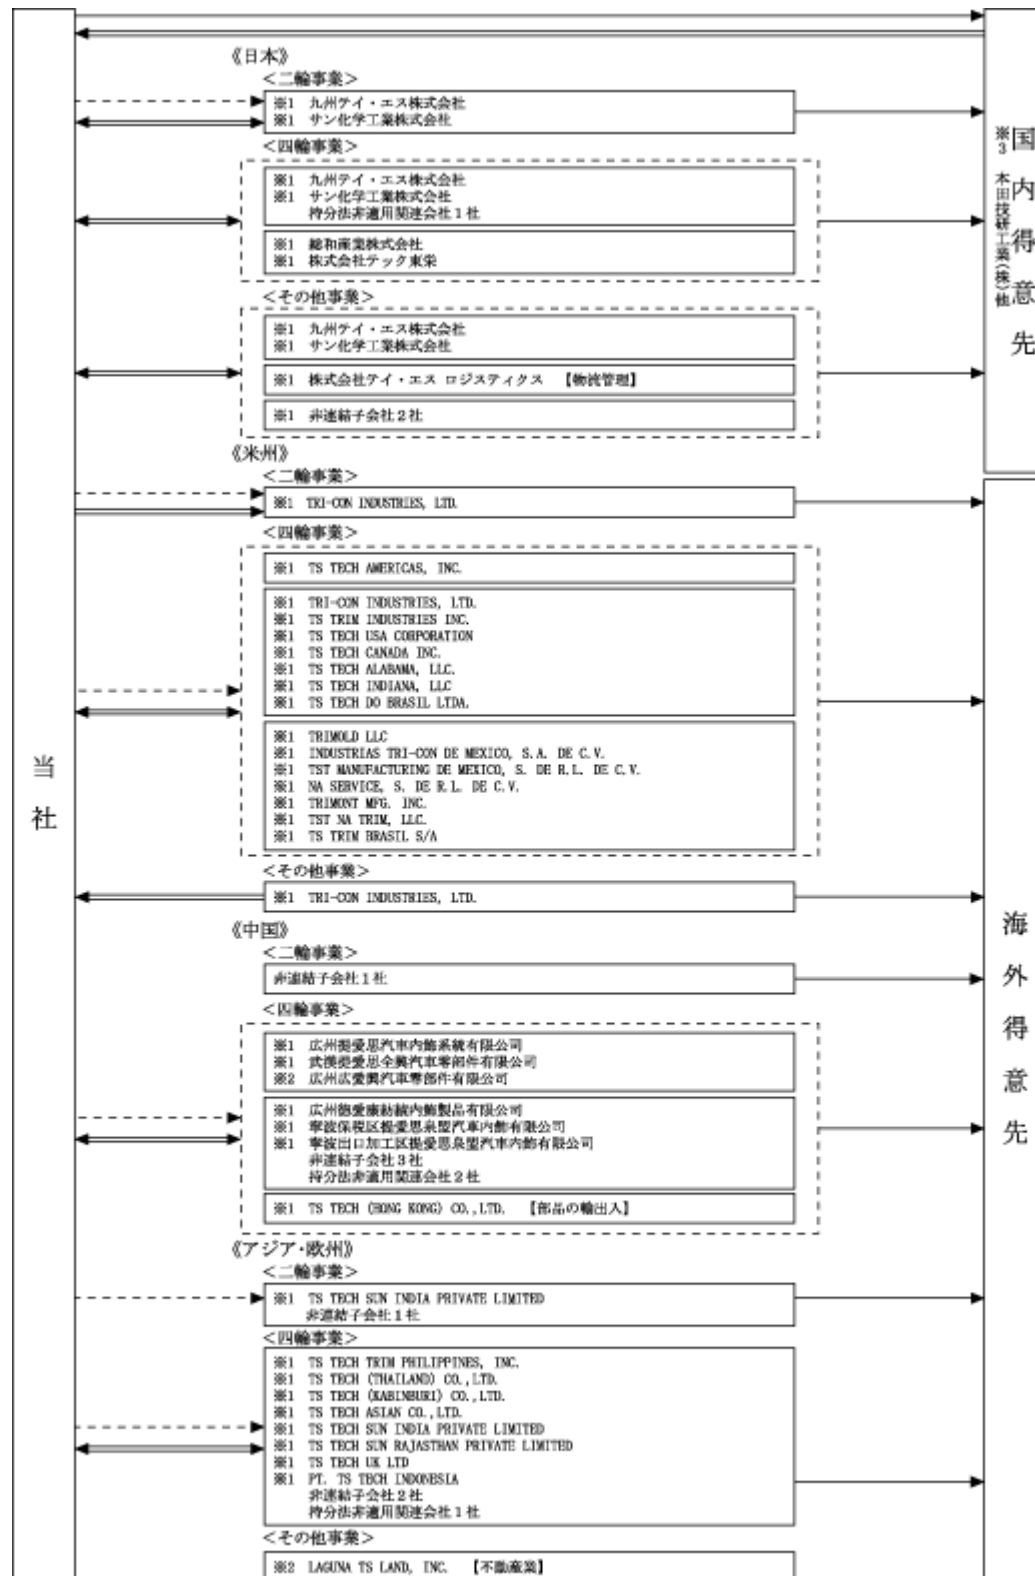 《日本》
＜二輪事業＞
※1 九州テイ・エス株式会社
※1 サン化学工業株式会社
＜四輪事業＞
※1 九州テイ・エス株式会社
※1 サン化学工業株式会社
持分法非適用関連会社1社
※1 総和産業株式会社
※1 株式会社テック東栄
＜その他事業＞
※1 九州テイ・エス株式会社
※1 サン化学工業株式会社
※1 株式会社テイ・エス ロジスティクス 【物流管理】
※1 非連結子会社2社
国内得意先
※3 本田技研工業(株)他
《米州》
＜二輪事業＞
※1 TRI-CON INDUSTRIES, LTD.
＜四輪事業＞
※1 TS TECH AMERICAS, INC.
※1 TRI-CON INDUSTRIES, LTD.
※1 TS TRIM INDUSTRIES INC.
※1 TS TECH USA CORPORATION
※1 TS TECH CANADA INC.
※1 TS TECH ALABAMA, LLC.
※1 TS TECH INDIANA, LLC
※1 TS TECH DO BRASIL LTDA.
※1 TRIMOLD LLC
※1 INDUSTRIAS TRI-CON DE MEXICO, S.A. DE C.V.
※1 TST MANUFACTURING DE MEXICO, S. DE R.L. DE C.V.
※1 NA SERVICE, S. DE R.L. DE C.V.
※1 TRIMONT MFG. INC.
※1 TST NA TRIM, LLC.
※1 TS TRIM BRASIL S/A
当社
＜その他事業＞
※1 TRI-CON INDUSTRIES, LTD.
《中国》
＜二輪事業＞
非連結子会社1社
＜四輪事業＞
※1 広州提愛思汽車内飾系統有限公司
※1 武漢提愛思全興汽車零部件有限公司
※2 広州広愛興汽車零部件有限公司
※1 広州徳愛康紡織内飾製品有限公司
※1 寧波保税区提愛思泉盟汽車内飾有限公司
※1 寧波出口加工区提愛思泉盟汽車内飾有限公司
非連結子会社3社
持分法非適用関連会社2社
※1 TS TECH (HONG KONG) CO.,LTD. 【部品の輸出入】
海外得意先
《アジア・欧州》
＜二輪事業＞
※1 TS TECH SUN INDIA PRIVATE LIMITED
非連結子会社1社
＜四輪事業＞
※1 TS TECH TRIM PHILIPPINES, INC.
※1 TS TECH (THAILAND) CO.,LTD.
※1 TS TECH (KABINBURI) CO.,LTD.
※1 TS TECH ASIAN CO.,LTD.
※1 TS TECH SUN INDIA PRIVATE LIMITED
※1 TS TECH SUN RAJASTHAN PRIVATE LIMITED
※1 TS TECH UK LTD
※1 PT. TS TECH INDONESIA
非連結子会社2社
持分法非適用関連会社1社
＜その他事業＞
※2 LAGUNA TS LAND, INC. 【不動産業】